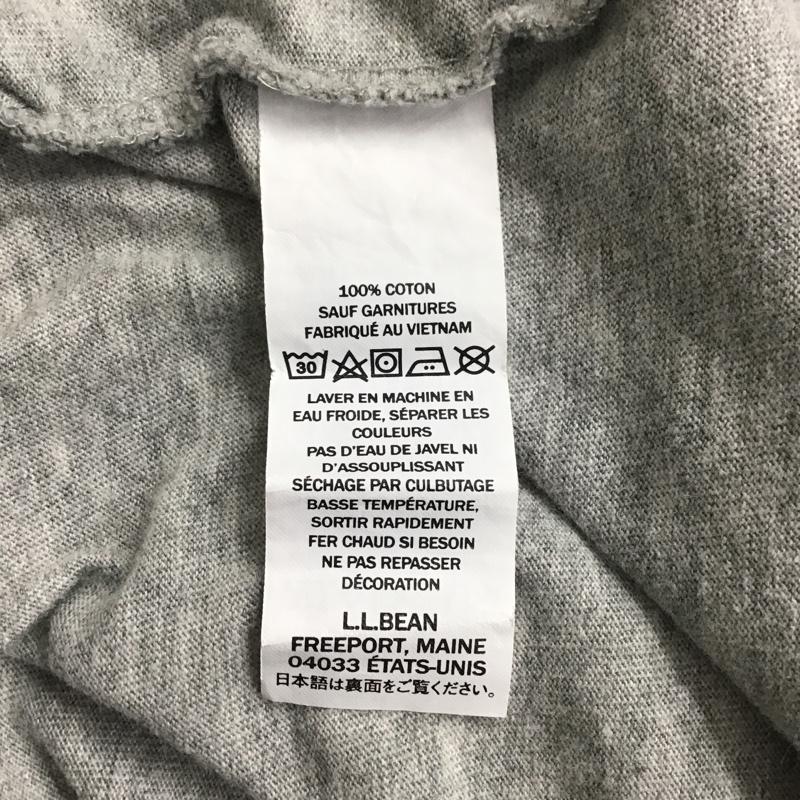 100% COTON
SAUF GARNITURES
FABRIQUÉ AU VIETNAM
30
LAVER EN MACHINE EN
EAU FROIDE, SÉPARER LES
COULEURS
PAS D'EAU DE JAVEL NI
D'ASSOUPLISSANT
SÉCHAGE PAR CULBUTAGE
BASSE TEMPÉRATURE,
SORTIR RAPIDEMENT
FER CHAUD SI BESOIN
NE PAS REPASSER
DÉCORATION
L.L.BEAN
FREEPORT, MAINE
04033 ÉTATS-UNIS
日本語は裏面をご覧ください。